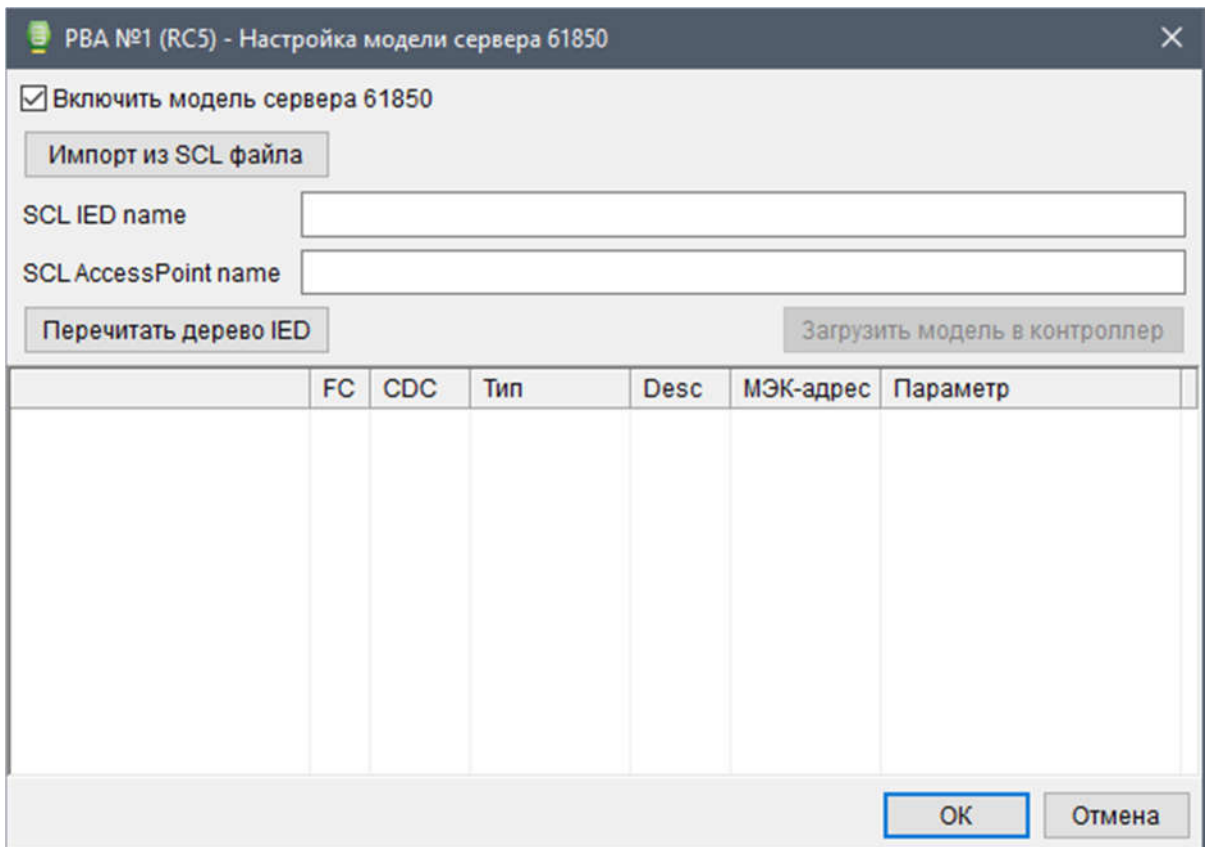 РВА №1 (RC5) - Настройка модели сервера 61850
Включить модель сервера 61850
Импорт из SCL файла
SCL IED name
SCL AccessPoint name
Перечитать дерево IED
Загрузить модель в контроллер
FC CDC Тип Desc МЭК-адрес Параметр
ОК Отмена